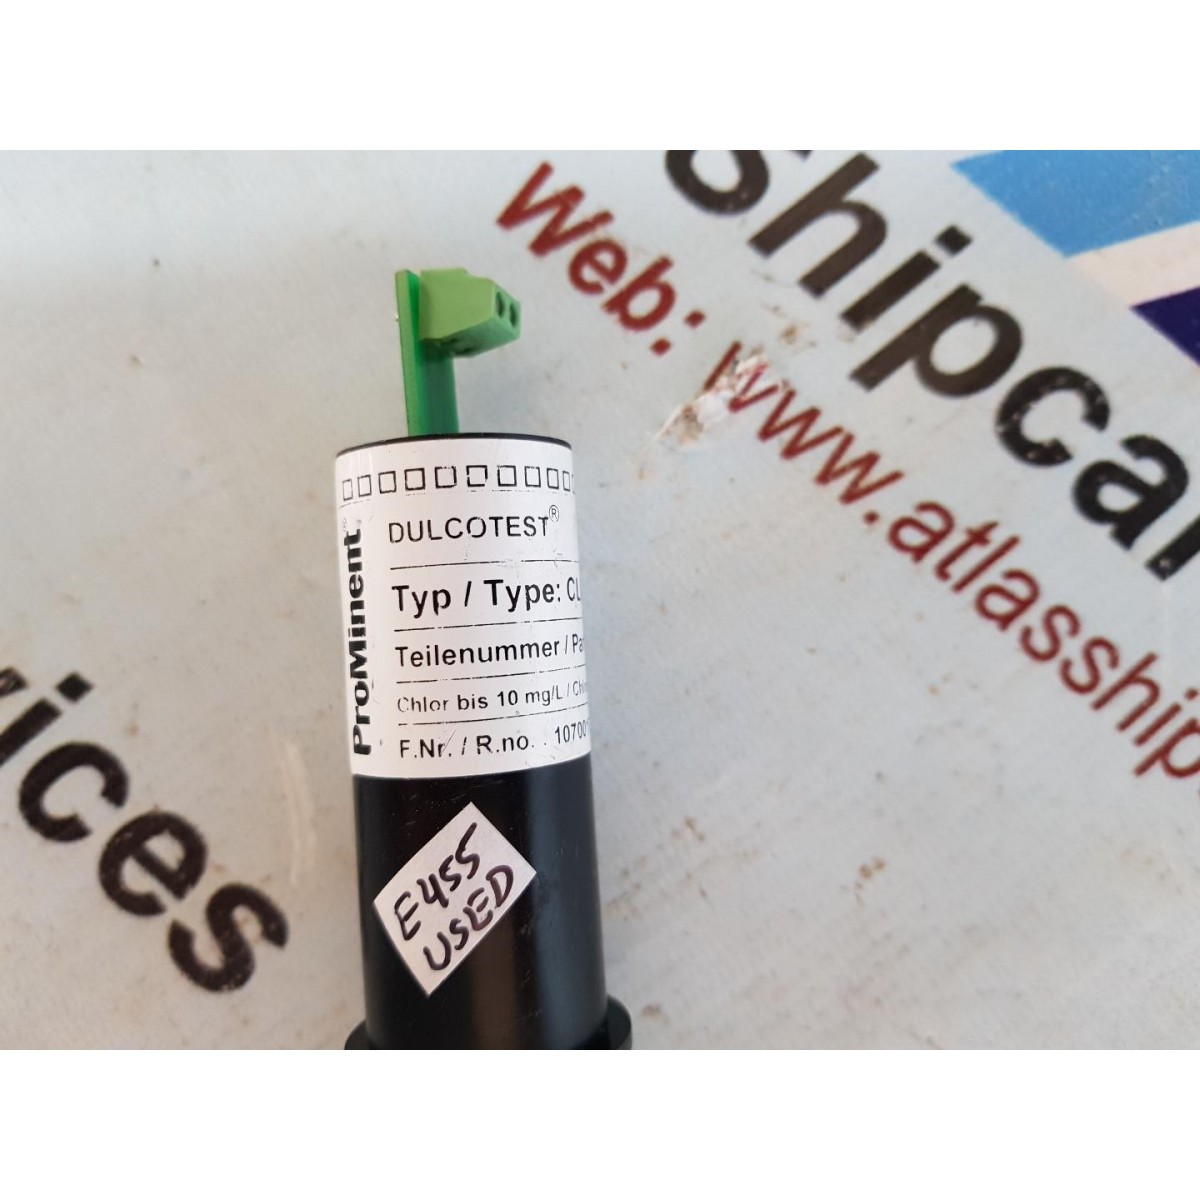 DULCOTEST®
Typ / Type: CL
Teilenummer / Pa
Chlor bis 10 mg/L / Ch
F.Nr. / R.no. : 10700
ProMinent®
E455
USED
shipcar
Web: www.atlasship
vices